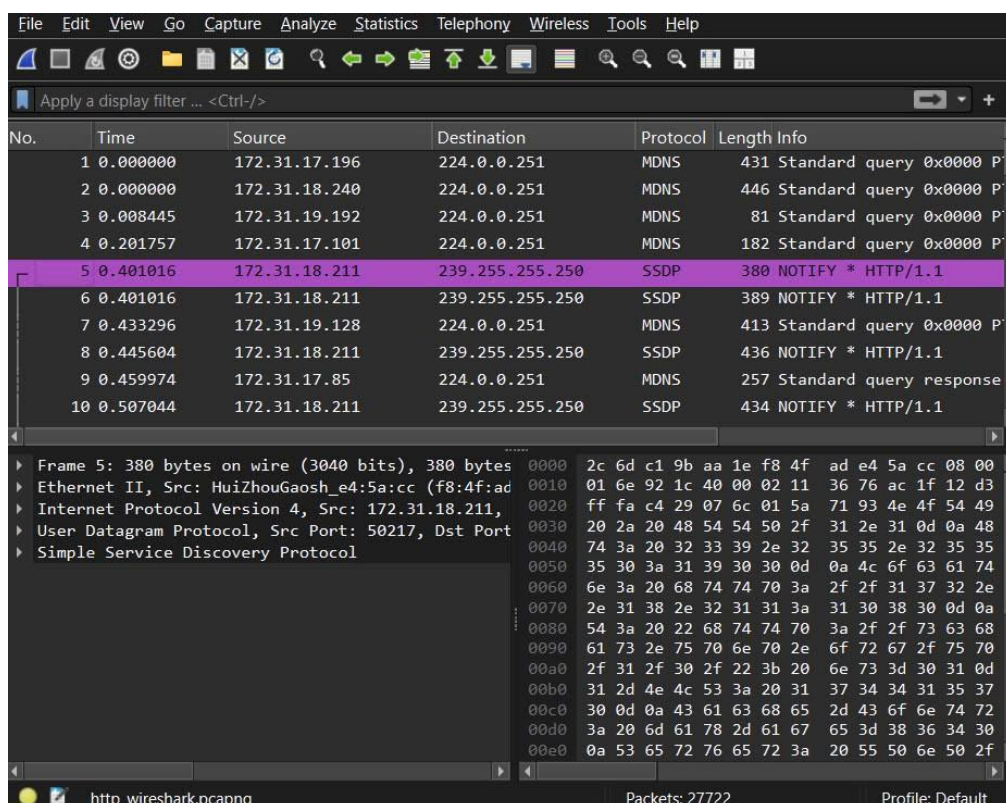 File Edit View Go Capture Analyze Statistics Telephony Wireless Tools Help
Apply a display filter ... <Ctrl-/>
No. Time Source Destination Protocol Length Info
1 0.000000 172.31.17.196 224.0.0.251 MDNS 431 Standard query 0x0000 P
2 0.000000 172.31.18.240 224.0.0.251 MDNS 446 Standard query 0x0000 P
3 0.008445 172.31.19.192 224.0.0.251 MDNS 81 Standard query 0x0000 P
4 0.201757 172.31.17.101 224.0.0.251 MDNS 182 Standard query 0x0000 P
5 0.401016 172.31.18.211 239.255.255.250 SSDP 380 NOTIFY * HTTP/1.1
6 0.401016 172.31.18.211 239.255.255.250 SSDP 389 NOTIFY * HTTP/1.1
7 0.433296 172.31.19.128 224.0.0.251 MDNS 413 Standard query 0x0000 P
8 0.445604 172.31.18.211 239.255.255.250 SSDP 436 NOTIFY * HTTP/1.1
9 0.459974 172.31.17.85 224.0.0.251 MDNS 257 Standard query response
10 0.507044 172.31.18.211 239.255.255.250 SSDP 434 NOTIFY * HTTP/1.1
Frame 5: 380 bytes on wire (3040 bits), 380 bytes
Ethernet II, Src: HuiZhouGaosh_e4:5a:cc (f8:4f:ad
Internet Protocol Version 4, Src: 172.31.18.211,
User Datagram Protocol, Src Port: 50217, Dst Port
Simple Service Discovery Protocol
0000 2c 6d c1 9b aa 1e f8 4f ad e4 5a cc 08 00
0010 01 6e 92 1c 40 00 02 11 36 76 ac 1f 12 d3
0020 ff fa c4 29 07 6c 01 5a 71 93 4e 4f 54 49
0030 20 2a 20 48 54 54 50 2f 31 2e 31 0d 0a 48
0040 74 3a 20 32 33 39 2e 32 35 35 2e 32 35 35
0050 35 30 3a 31 39 30 30 0d 0a 4c 6f 63 61 74
0060 6e 3a 20 68 74 74 70 3a 2f 2f 31 37 32 2e
0070 2e 31 38 2e 32 31 31 3a 31 30 38 30 0d 0a
0080 54 3a 20 22 68 74 74 70 3a 2f 2f 73 63 68
0090 61 73 2e 75 70 6e 70 2e 6f 72 67 2f 75 70
00a0 2f 31 2f 30 2f 22 3b 20 6e 73 3d 30 31 0d
00b0 31 2d 4e 4c 53 3a 20 31 37 34 34 31 35 37
00c0 30 0d 0a 43 61 63 68 65 2d 43 6f 6e 74 72
00d0 3a 20 6d 61 78 2d 61 67 65 3d 38 36 34 30
00e0 0a 53 65 72 76 65 72 3a 20 55 50 6e 50 2f
http_wireshark.pcapng Packets: 27722 Profile: Default